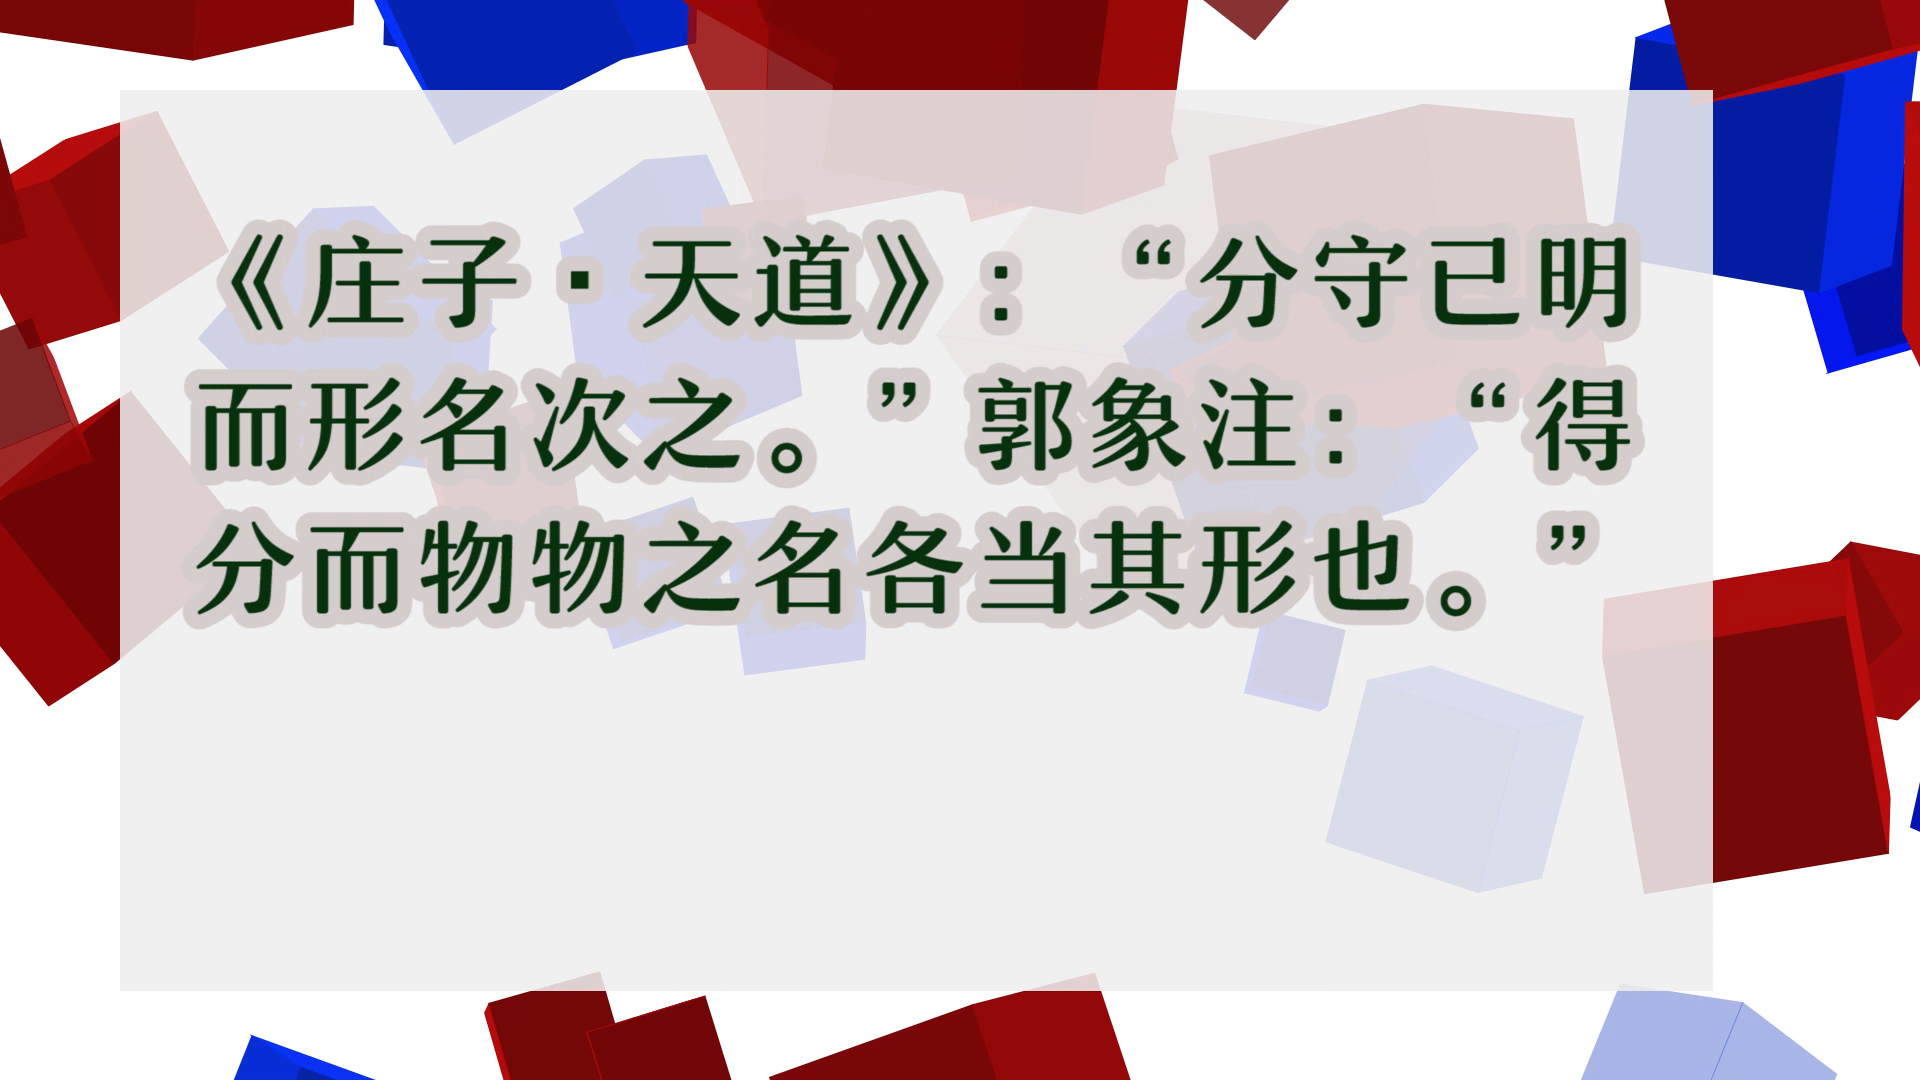 《庄子·天道》：“分守已明
而形名次之。”郭象注：“得
分而物物之名各当其形也。”